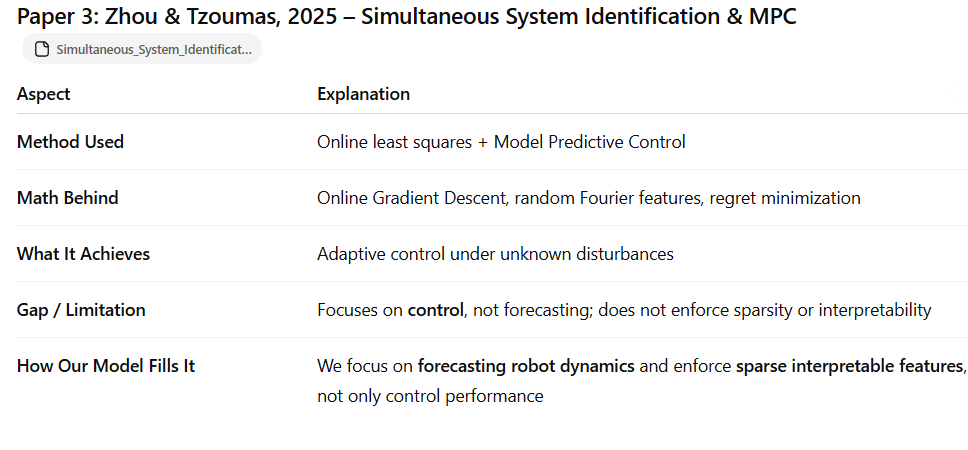 Paper 3: Zhou & Tzoumas, 2025 – Simultaneous System Identification & MPC
Simultaneous_System_Identificat...
Aspect Explanation
Method Used Online least squares + Model Predictive Control
Math Behind Online Gradient Descent, random Fourier features, regret minimization
What It Achieves Adaptive control under unknown disturbances
Gap / Limitation Focuses on control, not forecasting; does not enforce sparsity or interpretability
How Our Model Fills It We focus on forecasting robot dynamics and enforce sparse interpretable features,
not only control performance